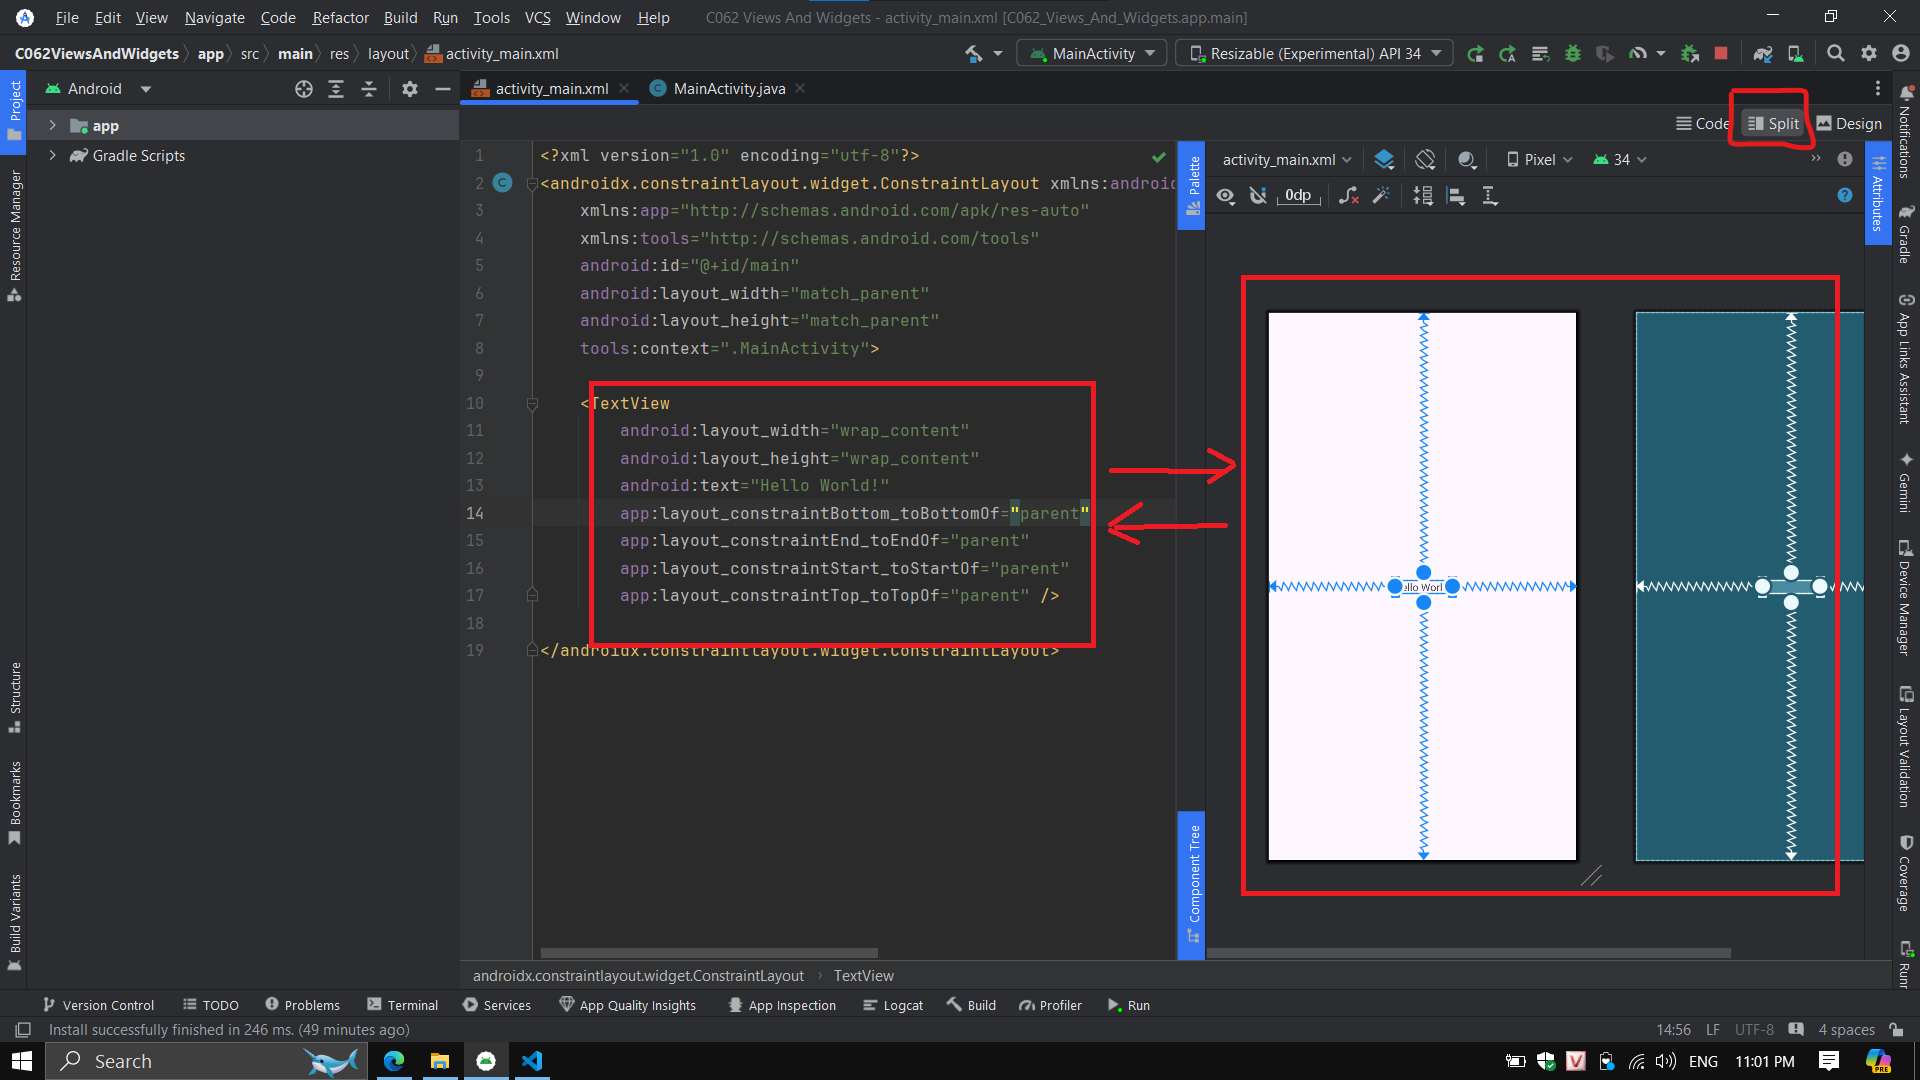 File Edit View Navigate Code Refactor Build Run Tools VCS Window Help C062 Views And Widgets - activity_main.xml [C062_Views_And_Widgets.app.main]
C062ViewsAndWidgets app src main res layout activity_main.xml MainActivity Resizable (Experimental) API 34
Android activity_main.xml MainActivity.java
Code Split Design
app
Gradle Scripts
Project
Resource Manager
Structure
Bookmarks
Build Variants
1 <?xml version="1.0" encoding="utf-8"?>
2 <androidx.constraintlayout.widget.ConstraintLayout xmlns:android
3 xmlns:app="http://schemas.android.com/apk/res-auto"
4 xmlns:tools="http://schemas.android.com/tools"
5 android:id="@+id/main"
6 android:layout_width="match_parent"
7 android:layout_height="match_parent"
8 tools:context=".MainActivity">
9
10 <TextView
11 android:layout_width="wrap_content"
12 android:layout_height="wrap_content"
13 android:text="Hello World!"
14 app:layout_constraintBottom_toBottomOf="parent"
15 app:layout_constraintEnd_toEndOf="parent"
16 app:layout_constraintStart_toStartOf="parent"
17 app:layout_constraintTop_toTopOf="parent" />
18
19 </androidx.constraintlayout.widget.ConstraintLayout>
Palette
Component Tree
activity_main.xml Pixel 34
0dp
ello Worl
Attributes
Notifications
Gradle
App Links Assistant
Gemini
Device Manager
Layout Validation
Coverage
Runn
androidx.constraintlayout.widget.ConstraintLayout TextView
Version Control TODO Problems Terminal Services App Quality Insights App Inspection Logcat Build Profiler Run
Install successfully finished in 246 ms. (49 minutes ago) 14:56 LF UTF-8 4 spaces
Search ENG 11:01 PM PRE